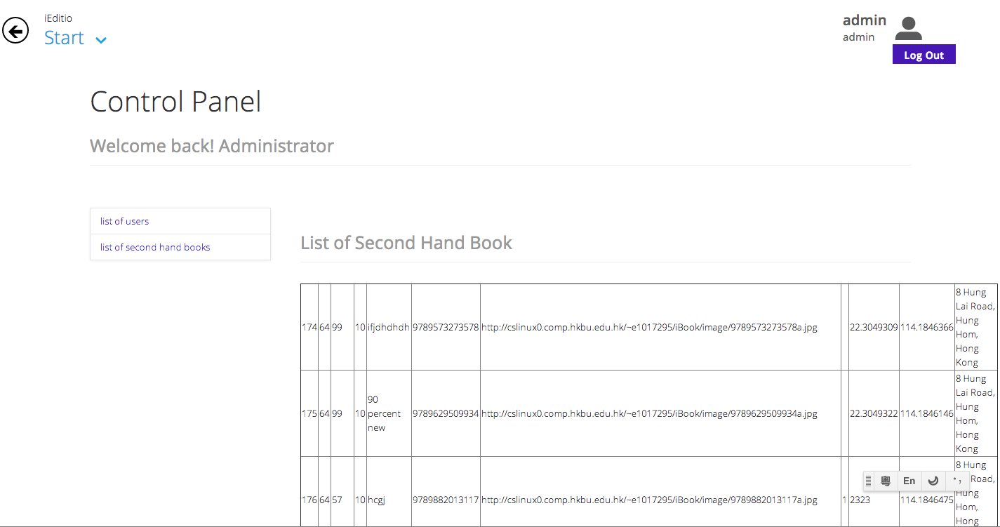 iEditio
Start
admin
admin
Log Out
Control Panel
Welcome back! Administrator
list of users
list of second hand books
List of Second Hand Book
174 64 99 10 ifjdhdhdh 9789573273578 http://cslinux0.comp.hkbu.edu.hk/~e1017295/iBook/image/9789573273578a.jpg 22.3049309 114.1846366
8 Hung
Lai Road,
Hung
Hom,
Hong
Kong
175 64 99 10
90
percent
new
9789629509934 http://cslinux0.comp.hkbu.edu.hk/~e1017295/iBook/image/9789629509934a.jpg 22.3049322 114.1846146
8 Hung
Lai Road,
Hung
Hom,
Hong
Kong
176 64 57 10 hcgj 9789882013117 http://cslinux0.comp.hkbu.edu.hk/~e1017295/iBook/image/9789882013117a.jpg 1 2323 114.1846475
8 Hung
Road,
Hung
Hom,
Hong
粵 En